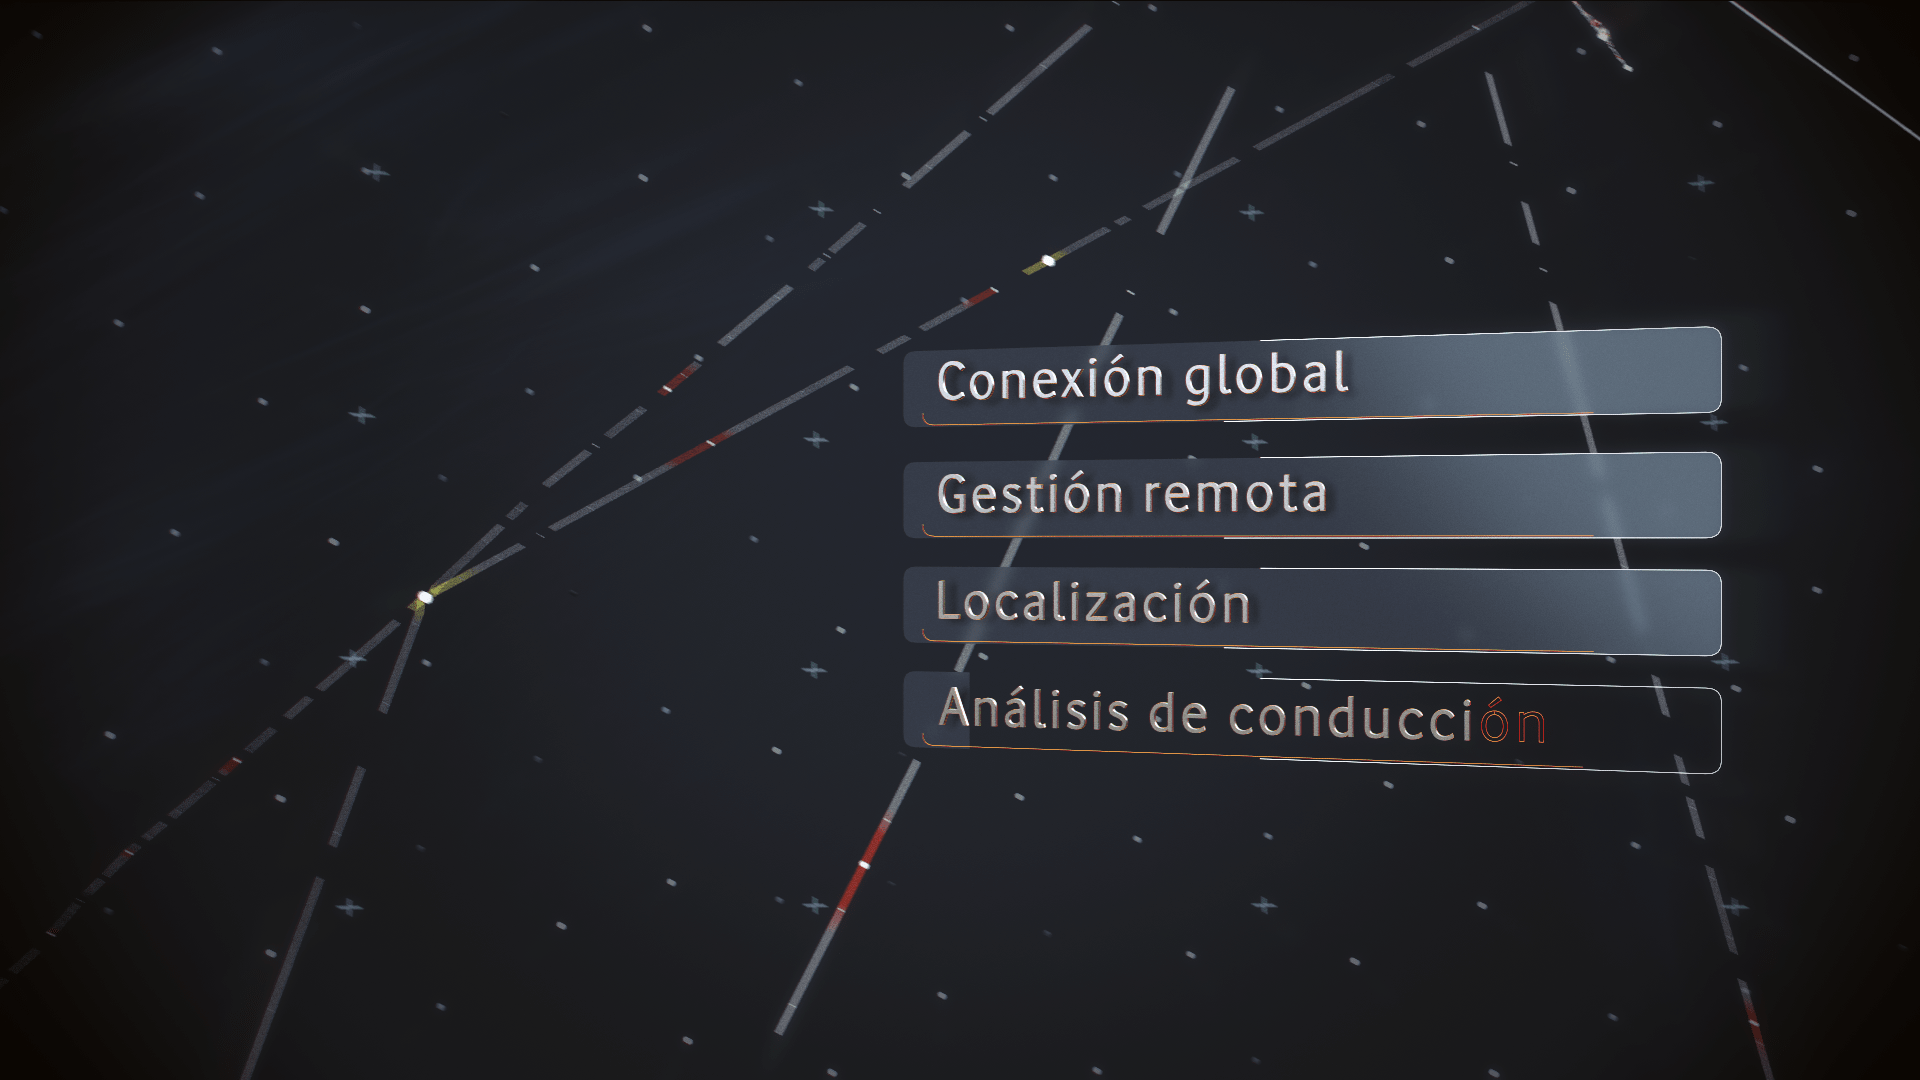 Conexión global
Gestión remota
Localización
Análisis de conducción